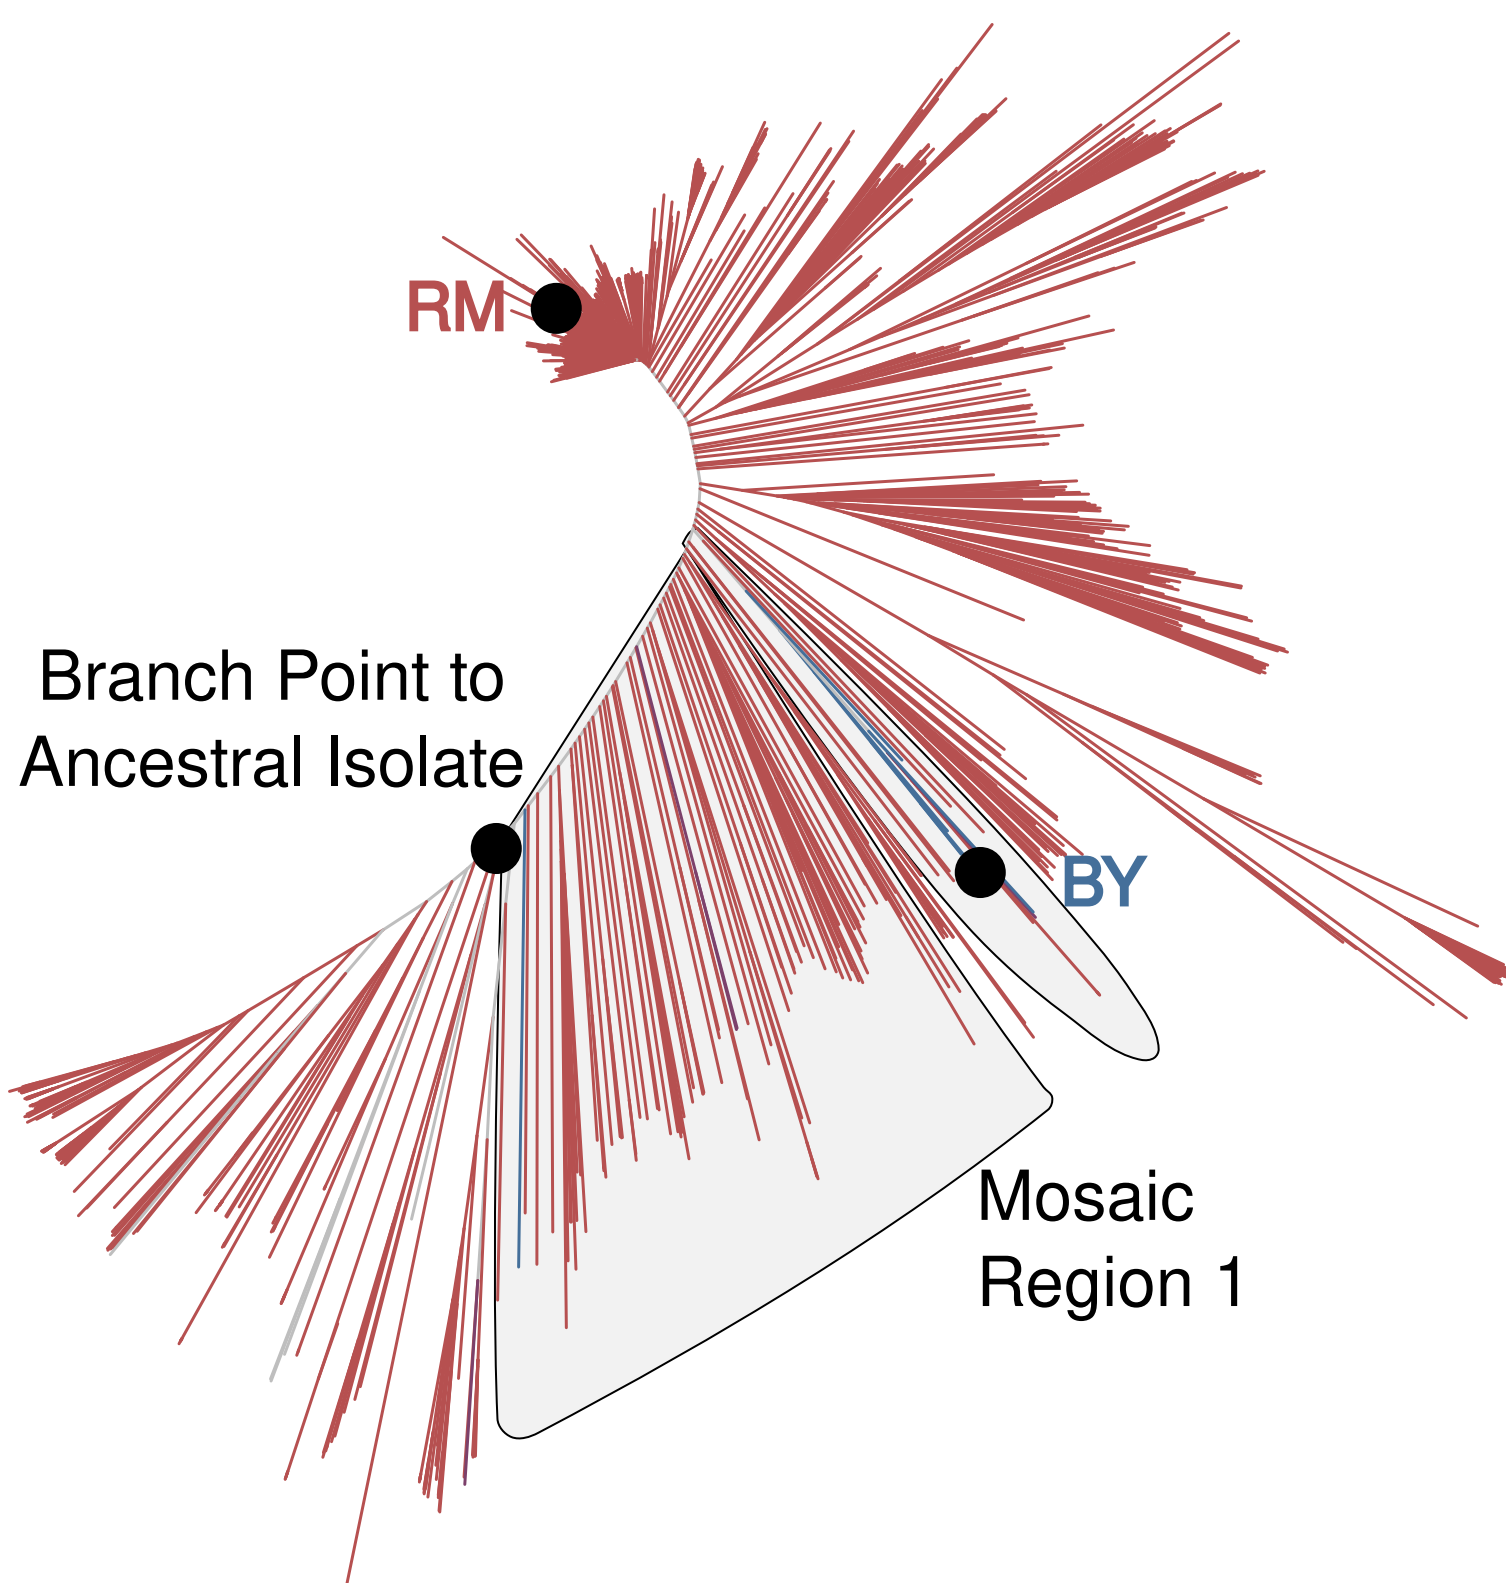 RM
Branch Point to
Ancestral Isolate
BY
Mosaic
Region 1